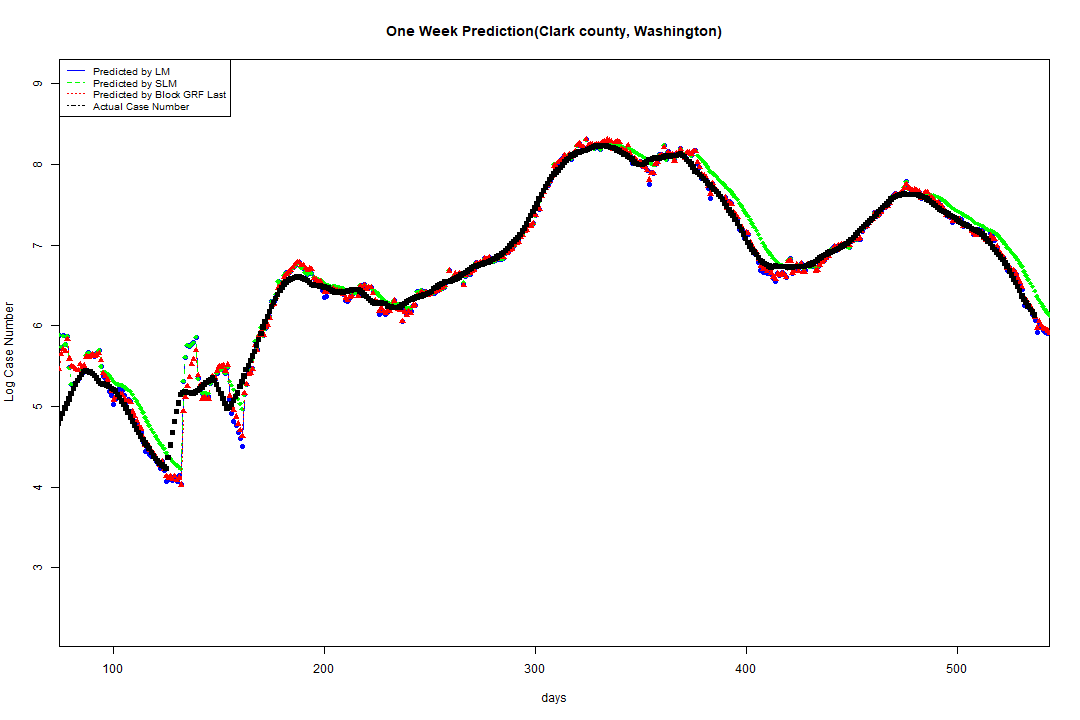 One Week Prediction(Clark county, Washington)
Predicted by LM
Predicted by SLM
Predicted by Block GRF Last
Actual Case Number
Log Case Number
9
8
7
6
5
4
3
100 200 300 400 500
days